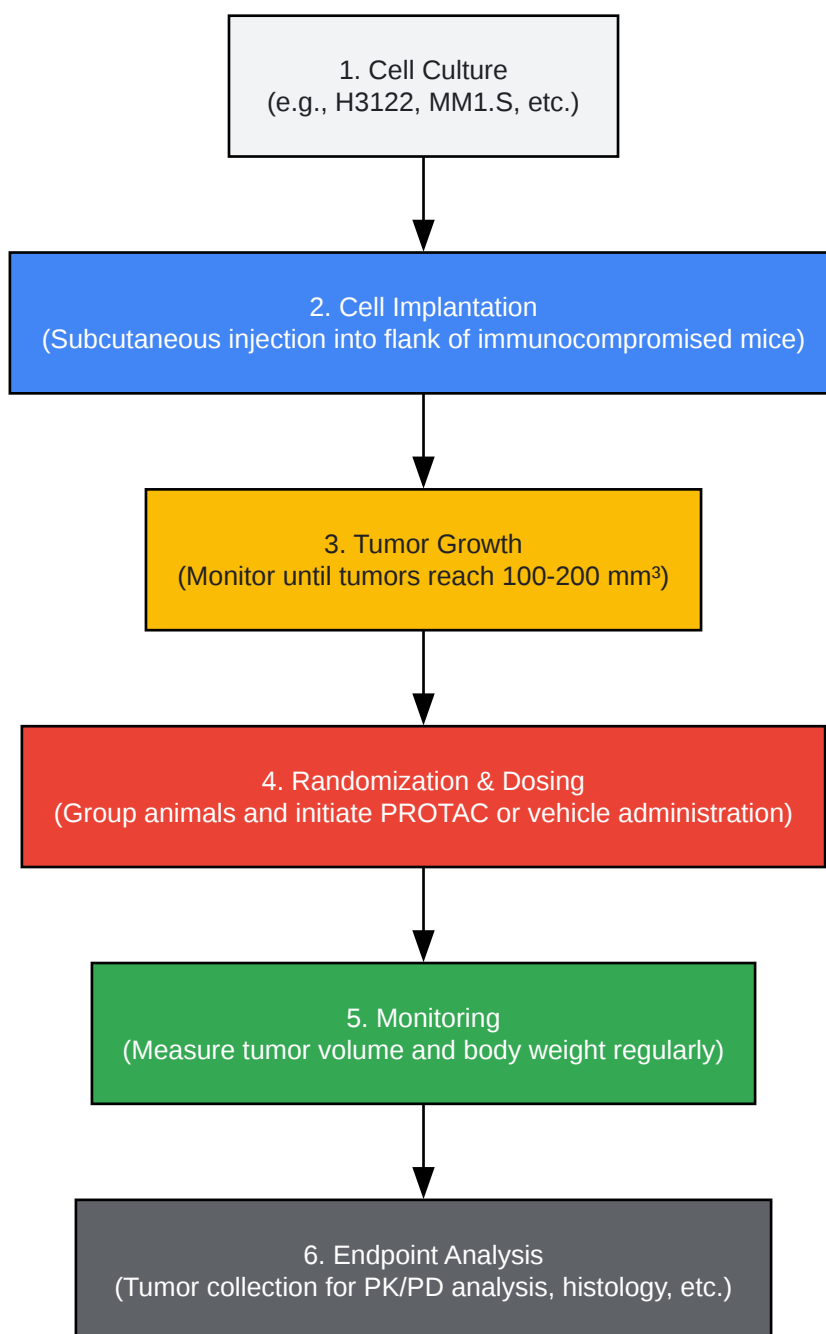 1. Cell Culture
(e.g., H3122, MM1.S, etc.)
2. Cell Implantation
(Subcutaneous injection into flank of immunocompromised mice)
3. Tumor Growth
(Monitor until tumors reach 100-200 mm³)
4. Randomization & Dosing
(Group animals and initiate PROTAC or vehicle administration)
5. Monitoring
(Measure tumor volume and body weight regularly)
6. Endpoint Analysis
(Tumor collection for PK/PD analysis, histology, etc.)